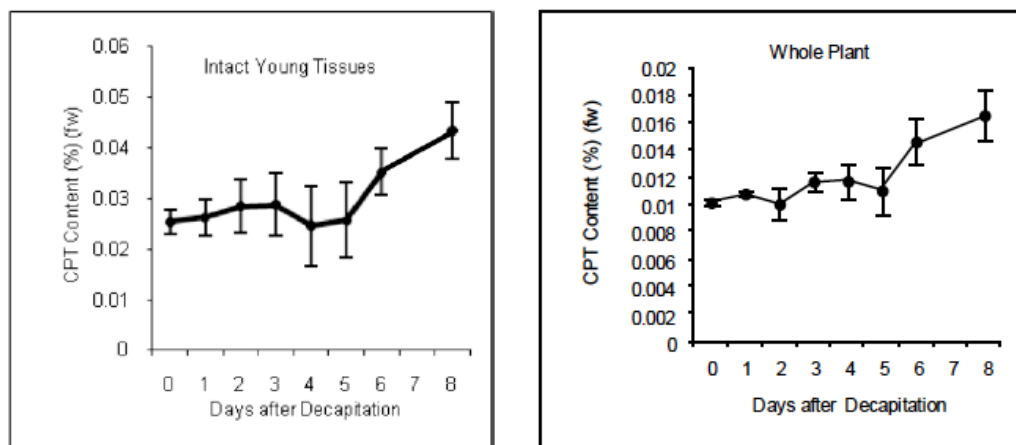 Intact Young Tissues
CPT Content (%) (fw)
0.06
0.05
0.04
0.03
0.02
0.01
0
0 1 2 3 4 5 6 7 8
Days after Decapitation
Whole Plant
CPT Content (%) (fw)
0.02
0.018
0.016
0.014
0.012
0.01
0.008
0.006
0.004
0.002
0
0 1 2 3 4 5 6 7 8
Days after Decapitation